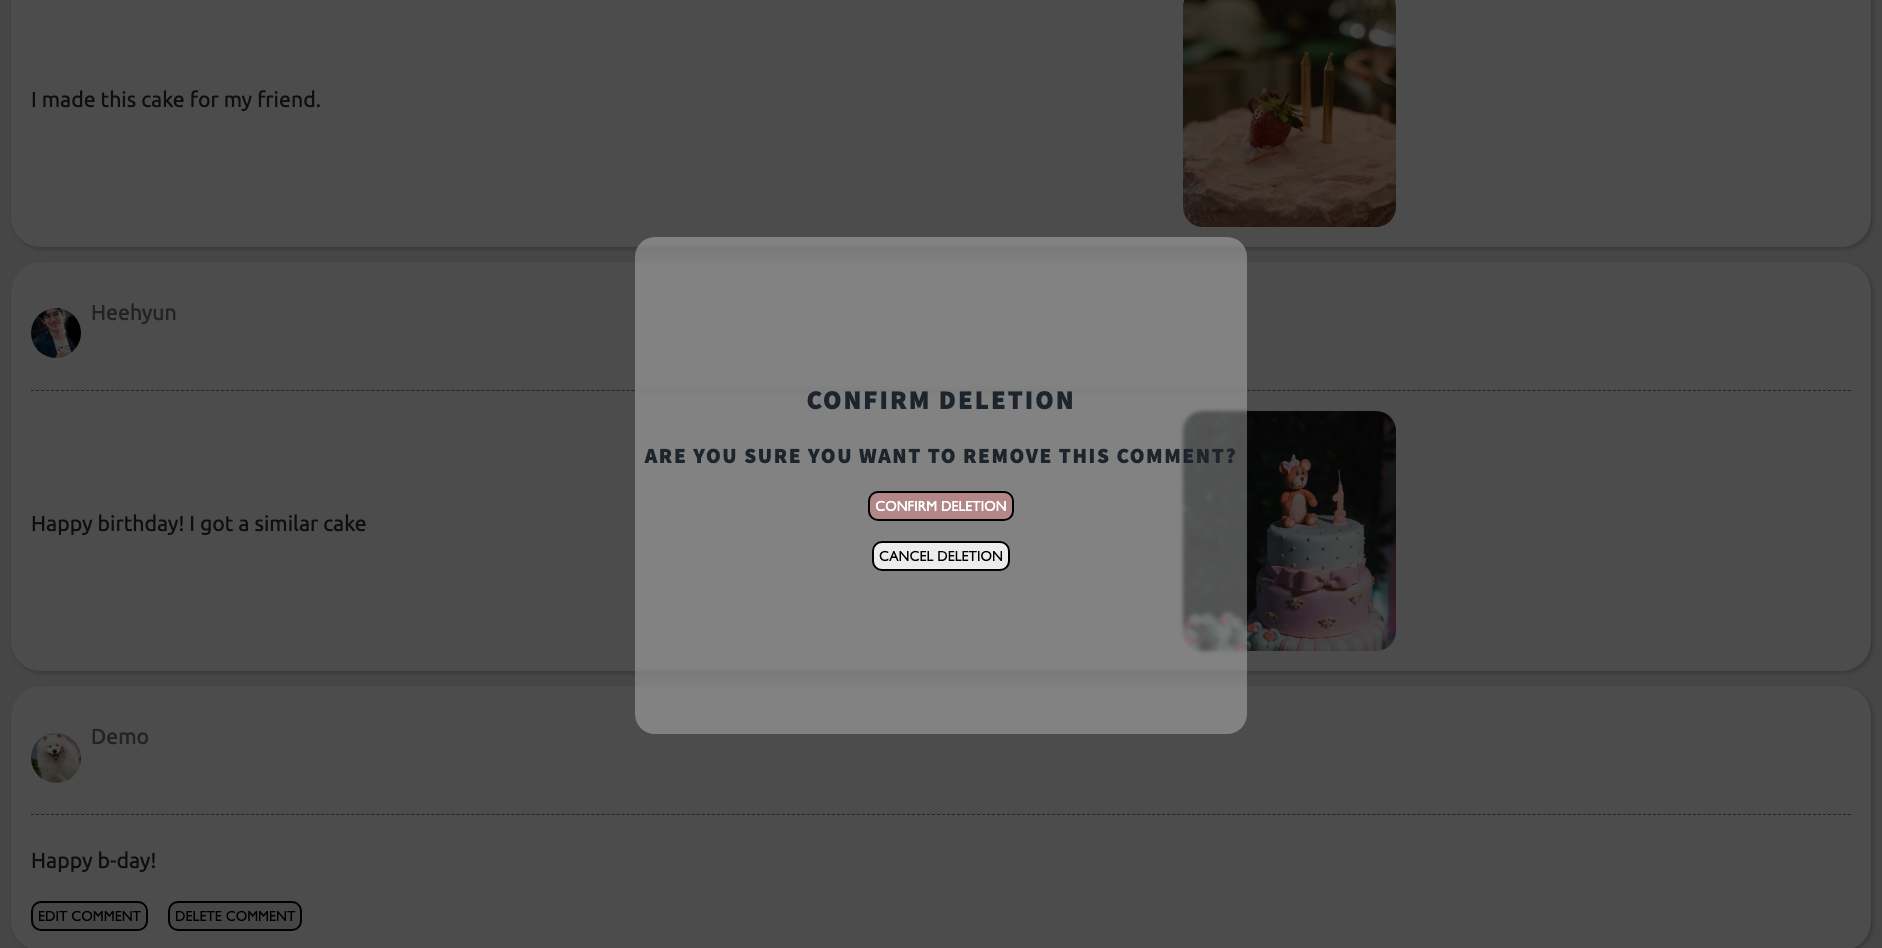 I made this cake for my friend.
Heehyun
Happy birthday! I got a similar cake
CONFIRM DELETION
ARE YOU SURE YOU WANT TO REMOVE THIS COMMENT?
CONFIRM DELETION
CANCEL DELETION
Demo
Happy b-day!
EDIT COMMENT DELETE COMMENT